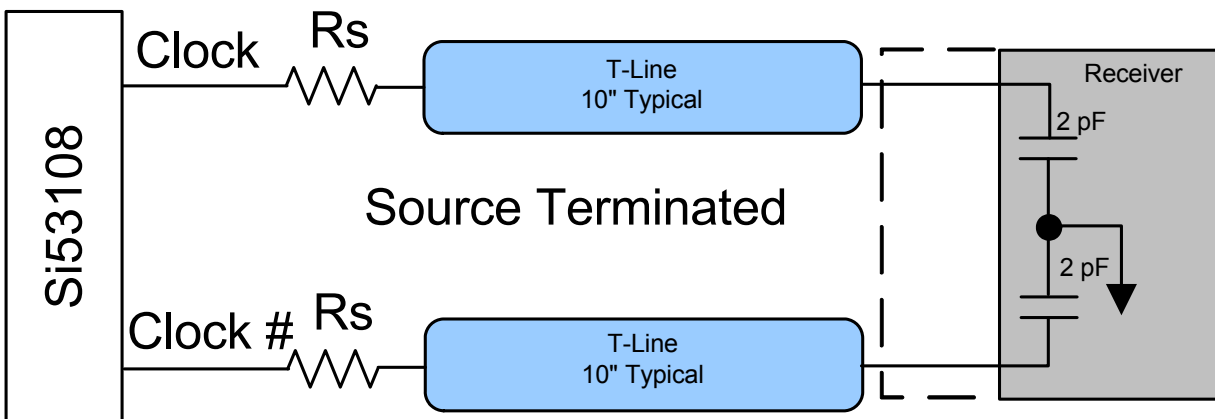 Si53108
Clock
Rs
T-Line
10" Typical
Receiver
2 pF
Source Terminated
2 pF
Clock #
Rs
T-Line
10" Typical